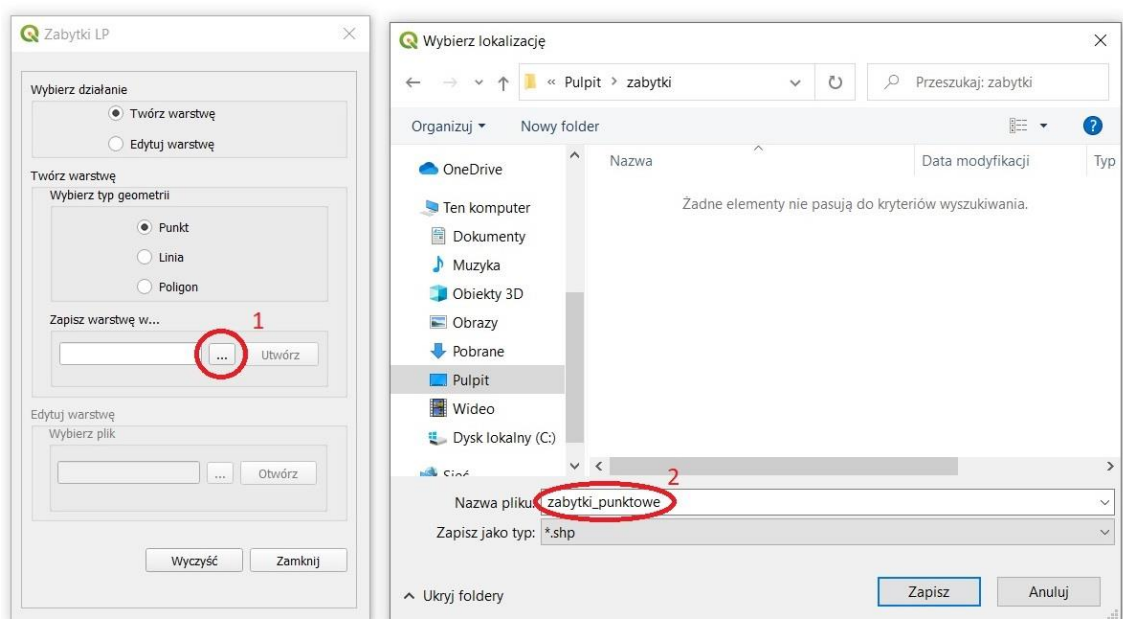 Zabytki LP
Wybierz działanie
Twórz warstwę
Edytuj warstwę
Twórz warstwę
Wybierz typ geometrii
Punkt
Linia
Poligon
Zapisz warstwę w...
1
... Utwórz
Edytuj warstwę
Wybierz plik
... Otwórz
Wyczyść Zamknij
Wybierz lokalizację
« Pulpit > zabytki
Przeszukaj: zabytki
Organizuj Nowy folder
?
Nazwa Data modyfikacji Typ
Żadne elementy nie pasują do kryteriów wyszukiwania.
OneDrive
Ten komputer
Dokumenty
Muzyka
Obiekty 3D
Obrazy
Pobrane
Pulpit
Wideo
Dysk lokalny (C:)
Sieć
2
Nazwa pliku: zabytki_punktowe
Zapisz jako typ: *.shp
Ukryj foldery
Zapisz Anuluj